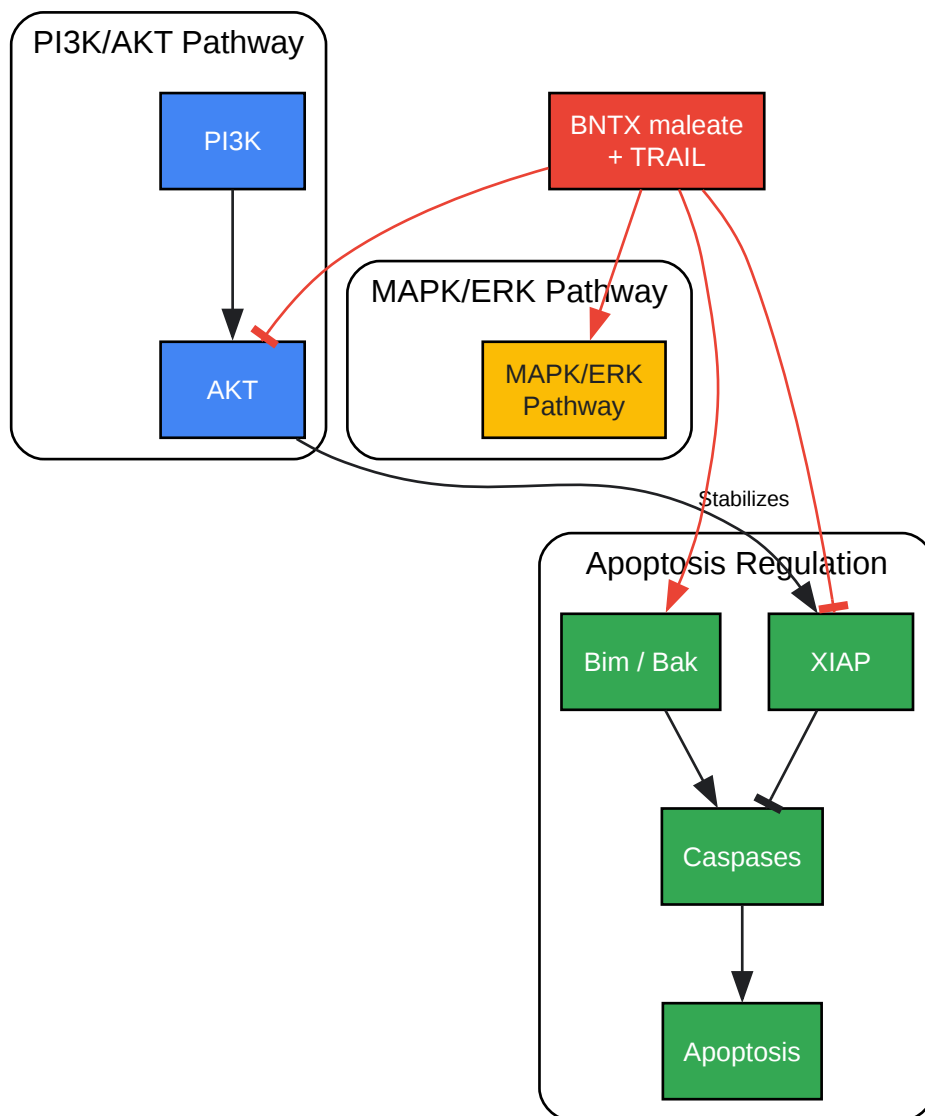 PI3K/AKT Pathway
PI3K
BNTX maleate
+ TRAIL
MAPK/ERK Pathway
MAPK/ERK
Pathway
AKT
Stabilizes
Apoptosis Regulation
Bim / Bak
XIAP
Caspases
Apoptosis